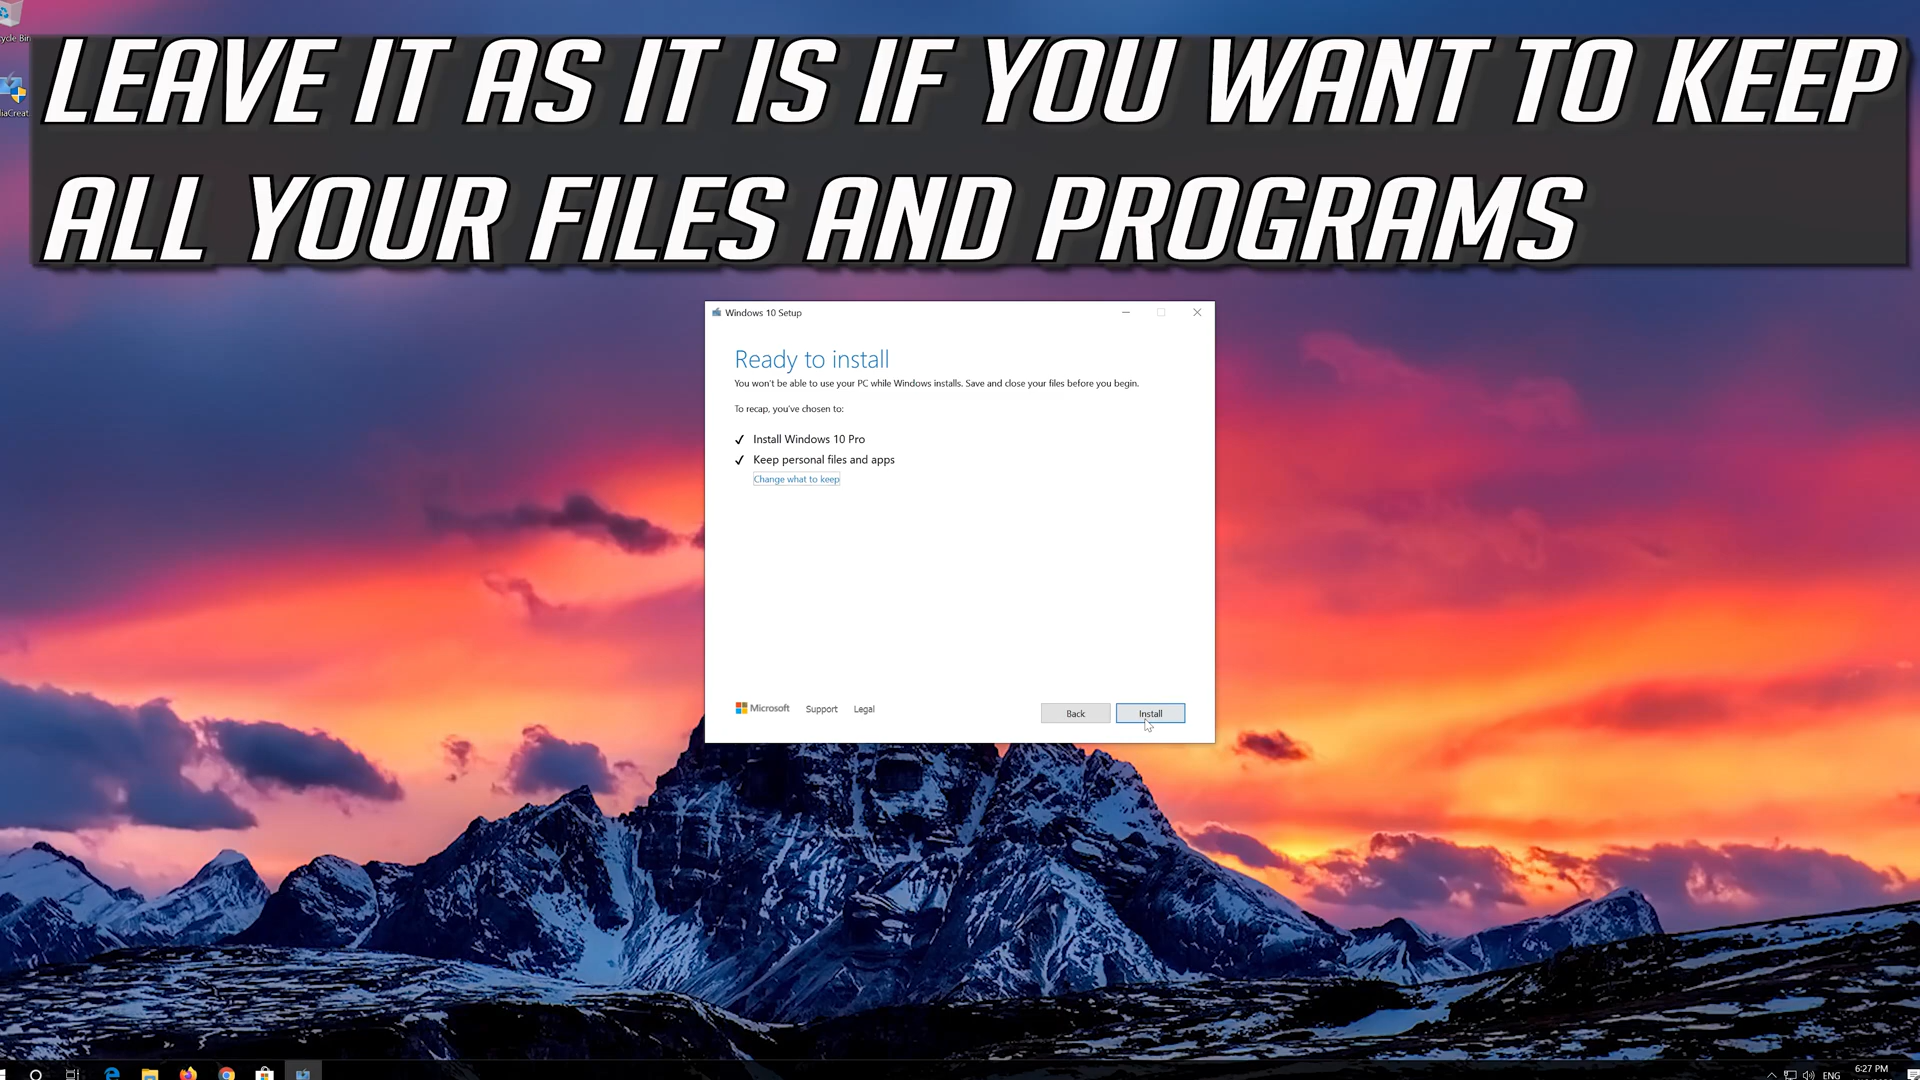 LEAVE IT AS IT IS IF YOU WANT TO KEEP
ALL YOUR FILES AND PROGRAMS
Windows 10 Setup
Ready to install
You won't be able to use your PC while Windows installs. Save and close your files before you begin.
To recap, you've chosen to:
Install Windows 10 Pro
Keep personal files and apps
Change what to keep
Microsoft Support Legal
Back Install
ENG 6:27 PM